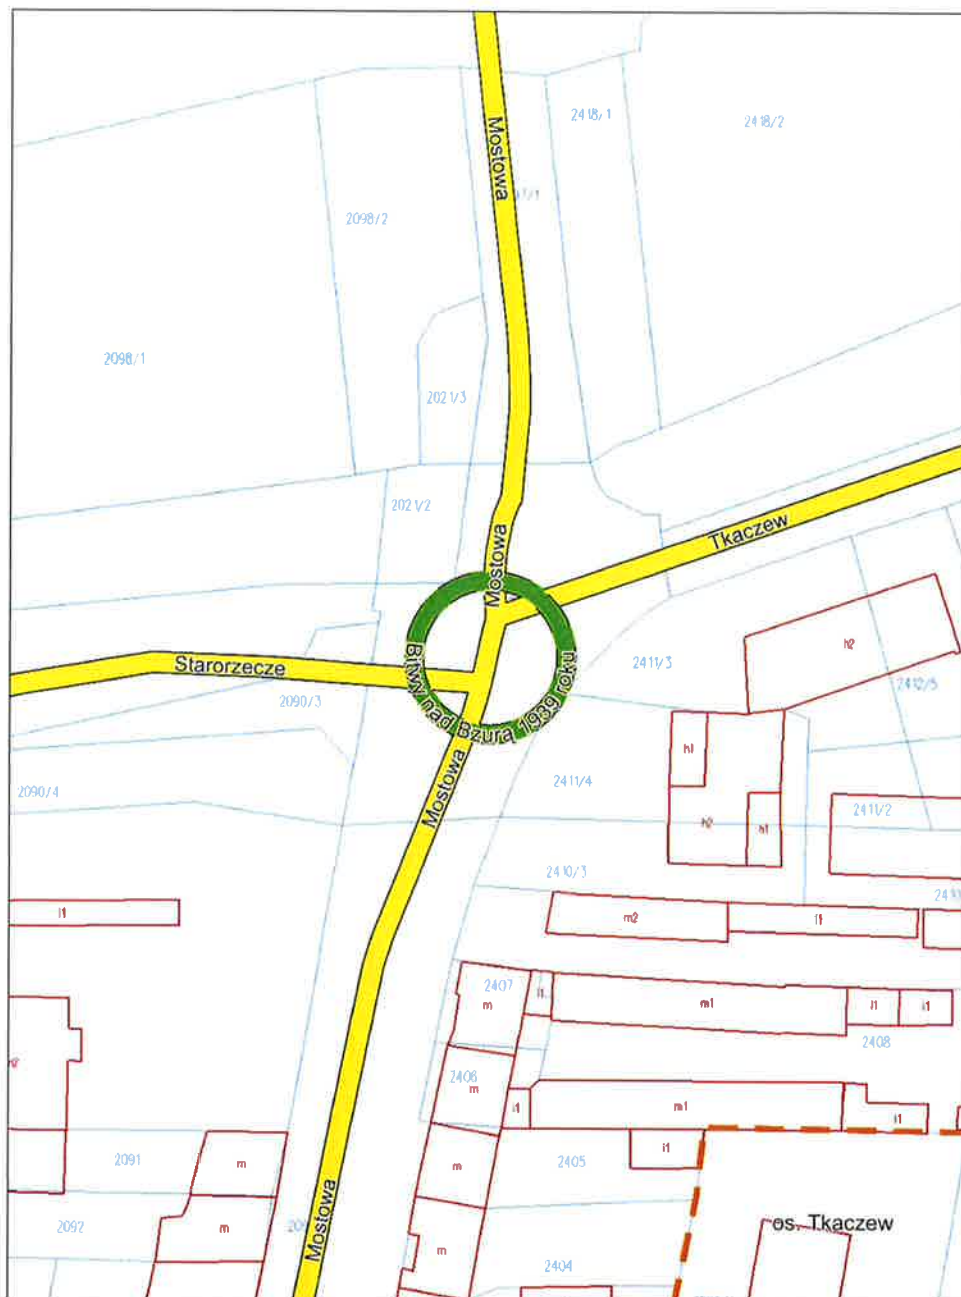 Mostowa
2418/1
2418/2
2098/2
2098/1
2021/3
2021/2
Mostowa
Tkaczew
Starorzecze
Bitwy nad Bzurą 1939 roku
2411/3
h2
2412/5
2090/3
h1
2411/4
2090/4
Mostowa
h2
h1
2411/2
2410/3
i1
m2
i1
2407
m
i1
m1
i1
i1
2408
2406
m
i1
m1
i1
2091
m
m
2405
i1
2092
m
Mostowa
os. Tkaczew
m
2404